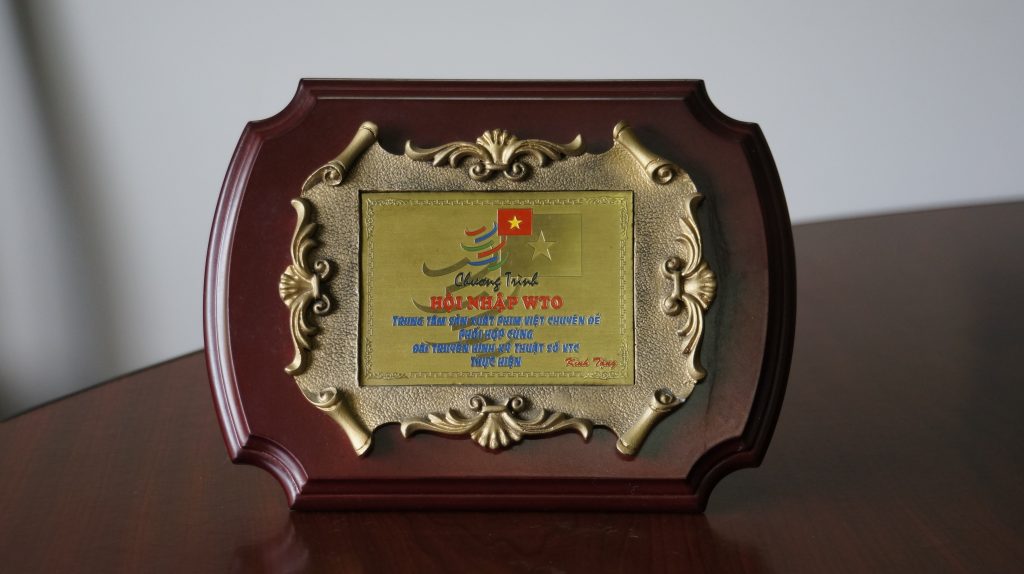 Chương Trình
HỘI NHẬP WTO
TRUNG TÂM SẢN XUẤT PHIM VIỆT CHUYÊN ĐỀ
PHỐI HỢP CÙNG
ĐÀI TRUYỀN HÌNH KỸ THUẬT SỐ VTC
THỰC HIỆN
Kính Tặng